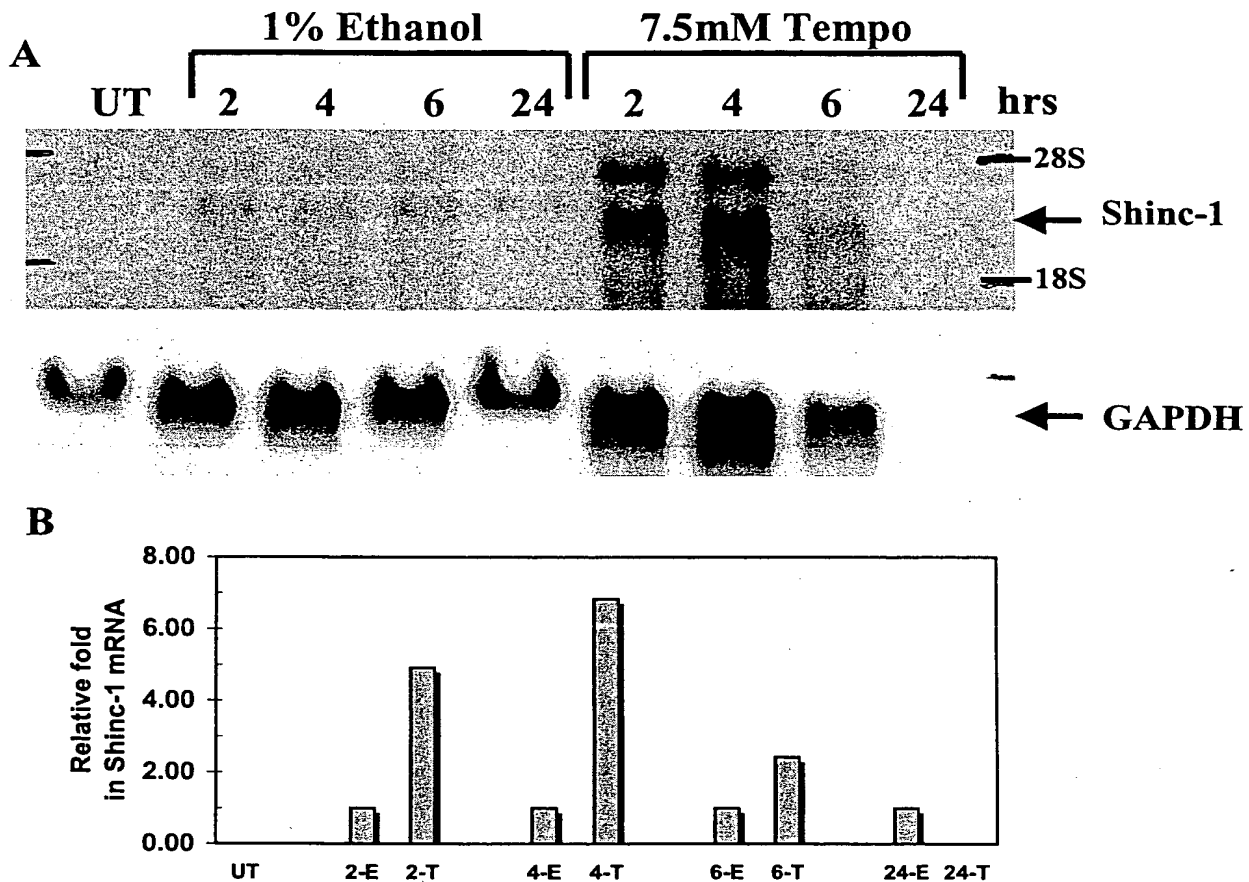 1% Ethanol 7.5mM Tempo
A
UT 2 4 6 24 2 4 6 24 hrs
28S
Shinc-1
18S
GAPDH
B
Relative fold
in Shinc-1 mRNA
8.00
6.00
4.00
2.00
0.00
UT 2-E 2-T 4-E 4-T 6-E 6-T 24-E 24-T